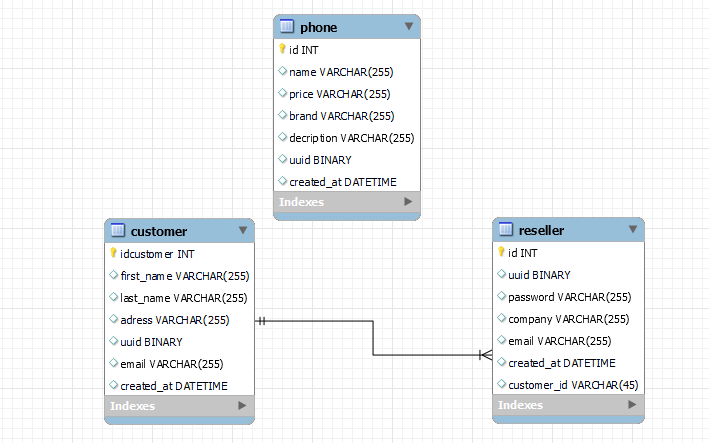 phone
id INT
name VARCHAR(255)
price VARCHAR(255)
brand VARCHAR(255)
decription VARCHAR(255)
uuid BINARY
created_at DATETIME
Indexes
customer
idcustomer INT
first_name VARCHAR(255)
last_name VARCHAR(255)
adress VARCHAR(255)
uuid BINARY
email VARCHAR(255)
created_at DATETIME
Indexes
reseller
id INT
uuid BINARY
password VARCHAR(255)
company VARCHAR(255)
email VARCHAR(255)
created_at DATETIME
customer_id VARCHAR(45)
Indexes